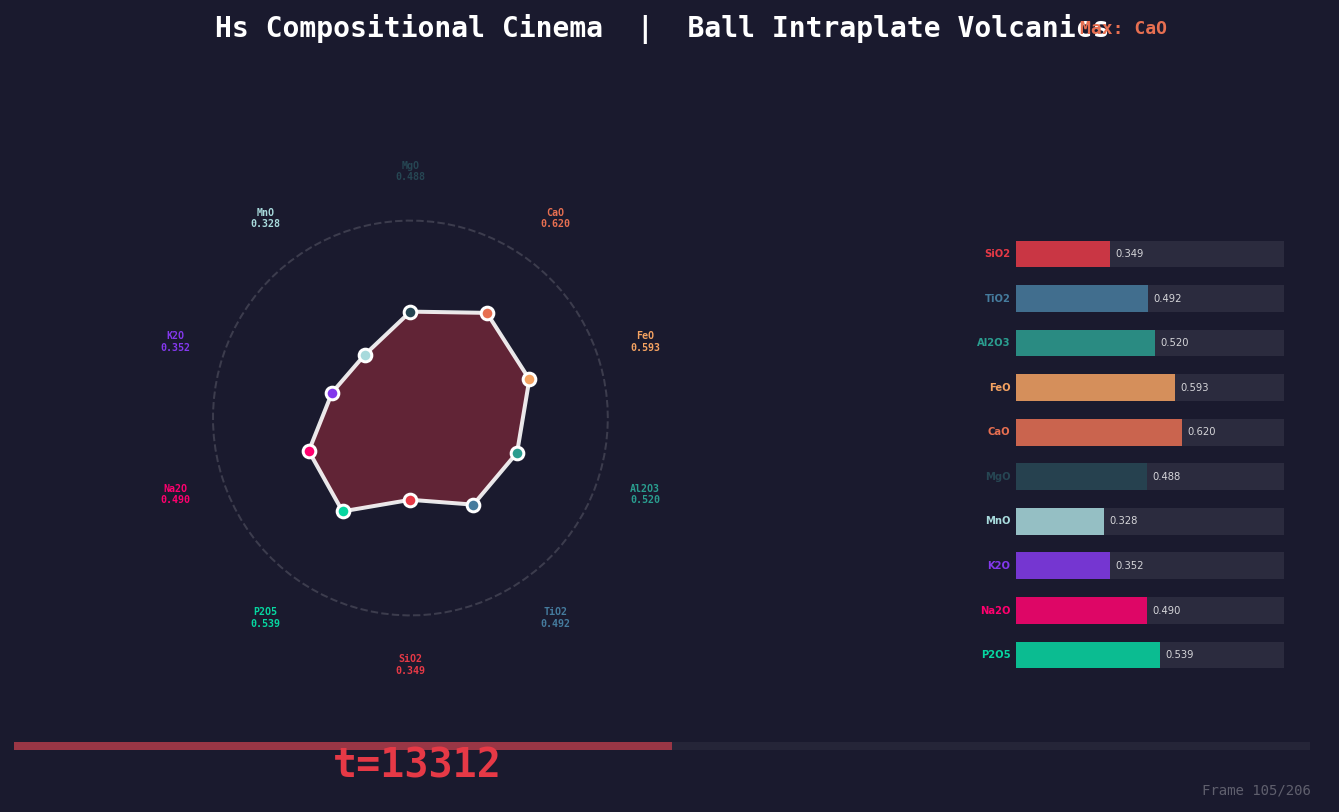 Hs Compositional Cinema | Ball Intraplate Volcanics
Max: CaO
MgO
0.488
MnO
0.328
CaO
0.620
K2O
0.352
FeO
0.593
Na2O
0.490
Al2O3
0.520
P2O5
0.539
TiO2
0.492
SiO2
0.349
SiO2 0.349
TiO2 0.492
Al2O3 0.520
FeO 0.593
CaO 0.620
MgO 0.488
MnO 0.328
K2O 0.352
Na2O 0.490
P2O5 0.539
t=13312
Frame 105/206